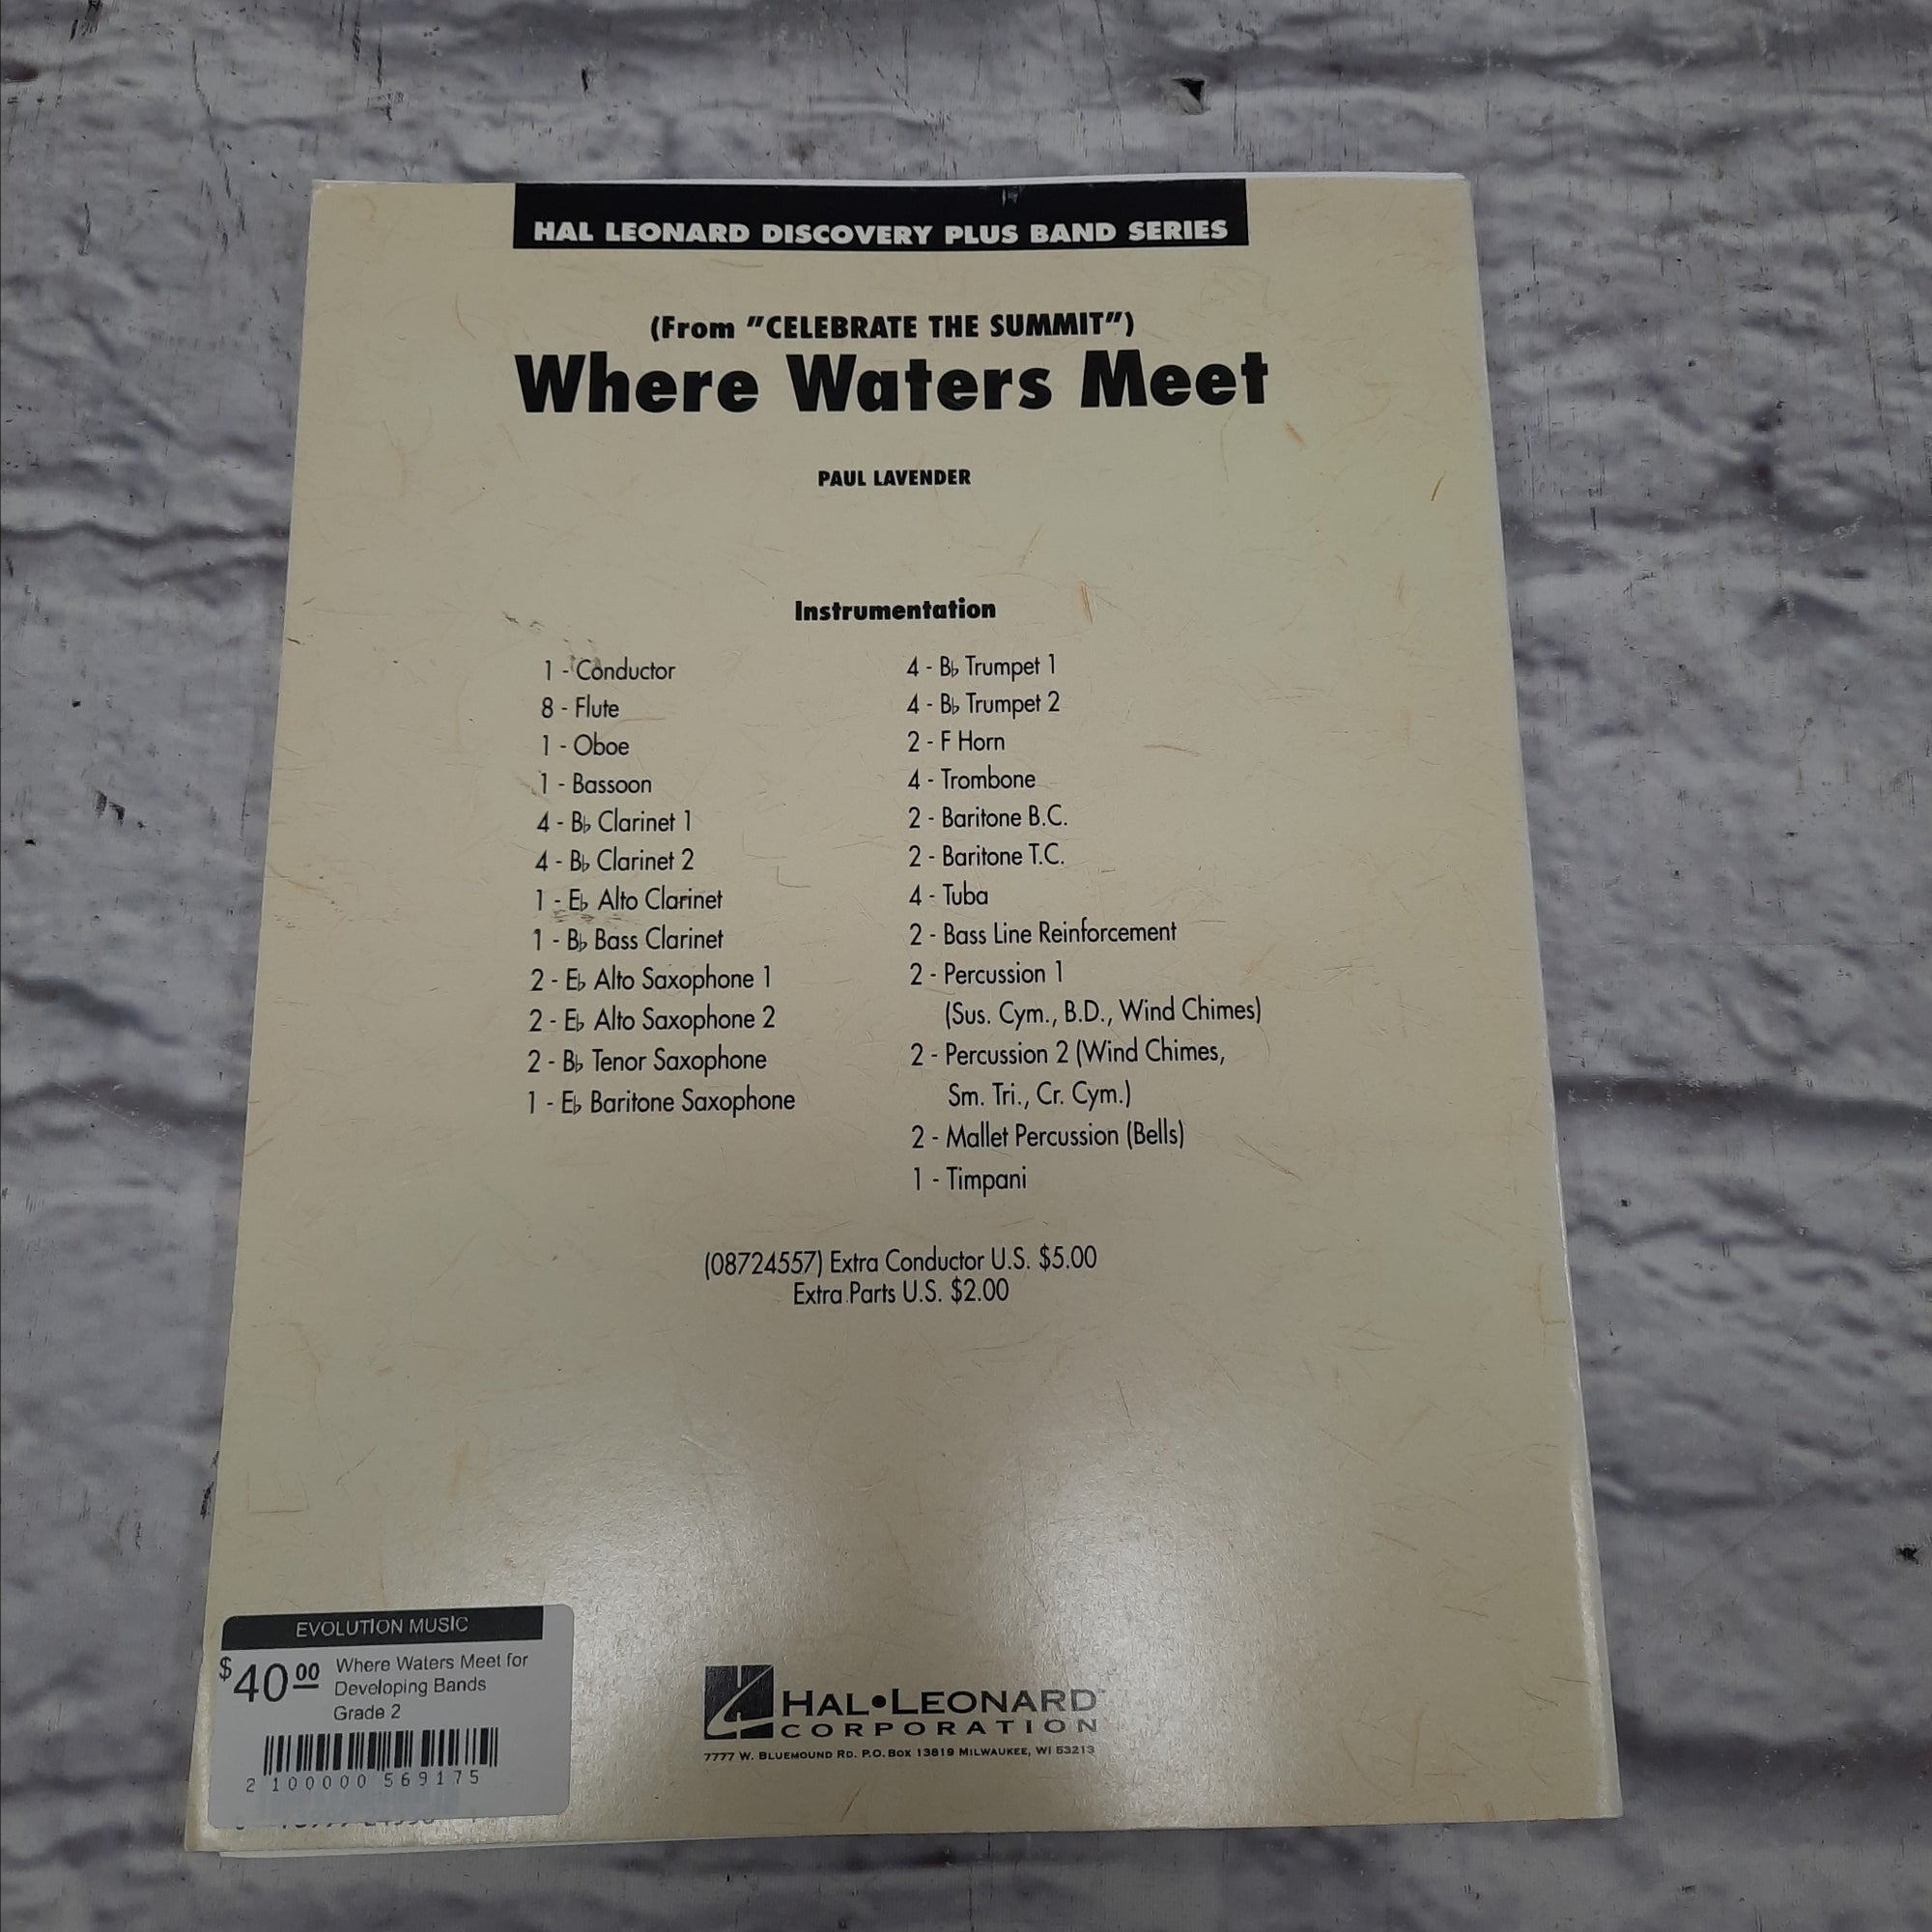 HAL LEONARD DISCOVERY PLUS BAND SERIES
(From "CELEBRATE THE SUMMIT")
Where Waters Meet
PAUL LAVENDER
Instrumentation
1 - Conductor
8 - Flute
1 - Oboe
1 - Bassoon
4 - B♭ Clarinet 1
4 - B♭ Clarinet 2
1 - E♭ Alto Clarinet
1 - B♭ Bass Clarinet
2 - E♭ Alto Saxophone 1
2 - E♭ Alto Saxophone 2
2 - B♭ Tenor Saxophone
1 - E♭ Baritone Saxophone
4 - B♭ Trumpet 1
4 - B♭ Trumpet 2
2 - F Horn
4 - Trombone
2 - Baritone B.C.
2 - Baritone T.C.
4 - Tuba
2 - Bass Line Reinforcement
2 - Percussion 1
(Sus. Cym., B.D., Wind Chimes)
2 - Percussion 2 (Wind Chimes,
Sm. Tri., Cr. Cym.)
2 - Mallet Percussion (Bells)
1 - Timpani
(08724557) Extra Conductor U.S. $5.00
Extra Parts U.S. $2.00
EVOLUTION MUSIC
$40.00
Where Waters Meet for
Developing Bands
Grade 2
2 100000 569175
HAL•LEONARD™
CORPORATION
7777 W. BLUEMOUND RD. P.O. BOX 13819 MILWAUKEE, WI 53213